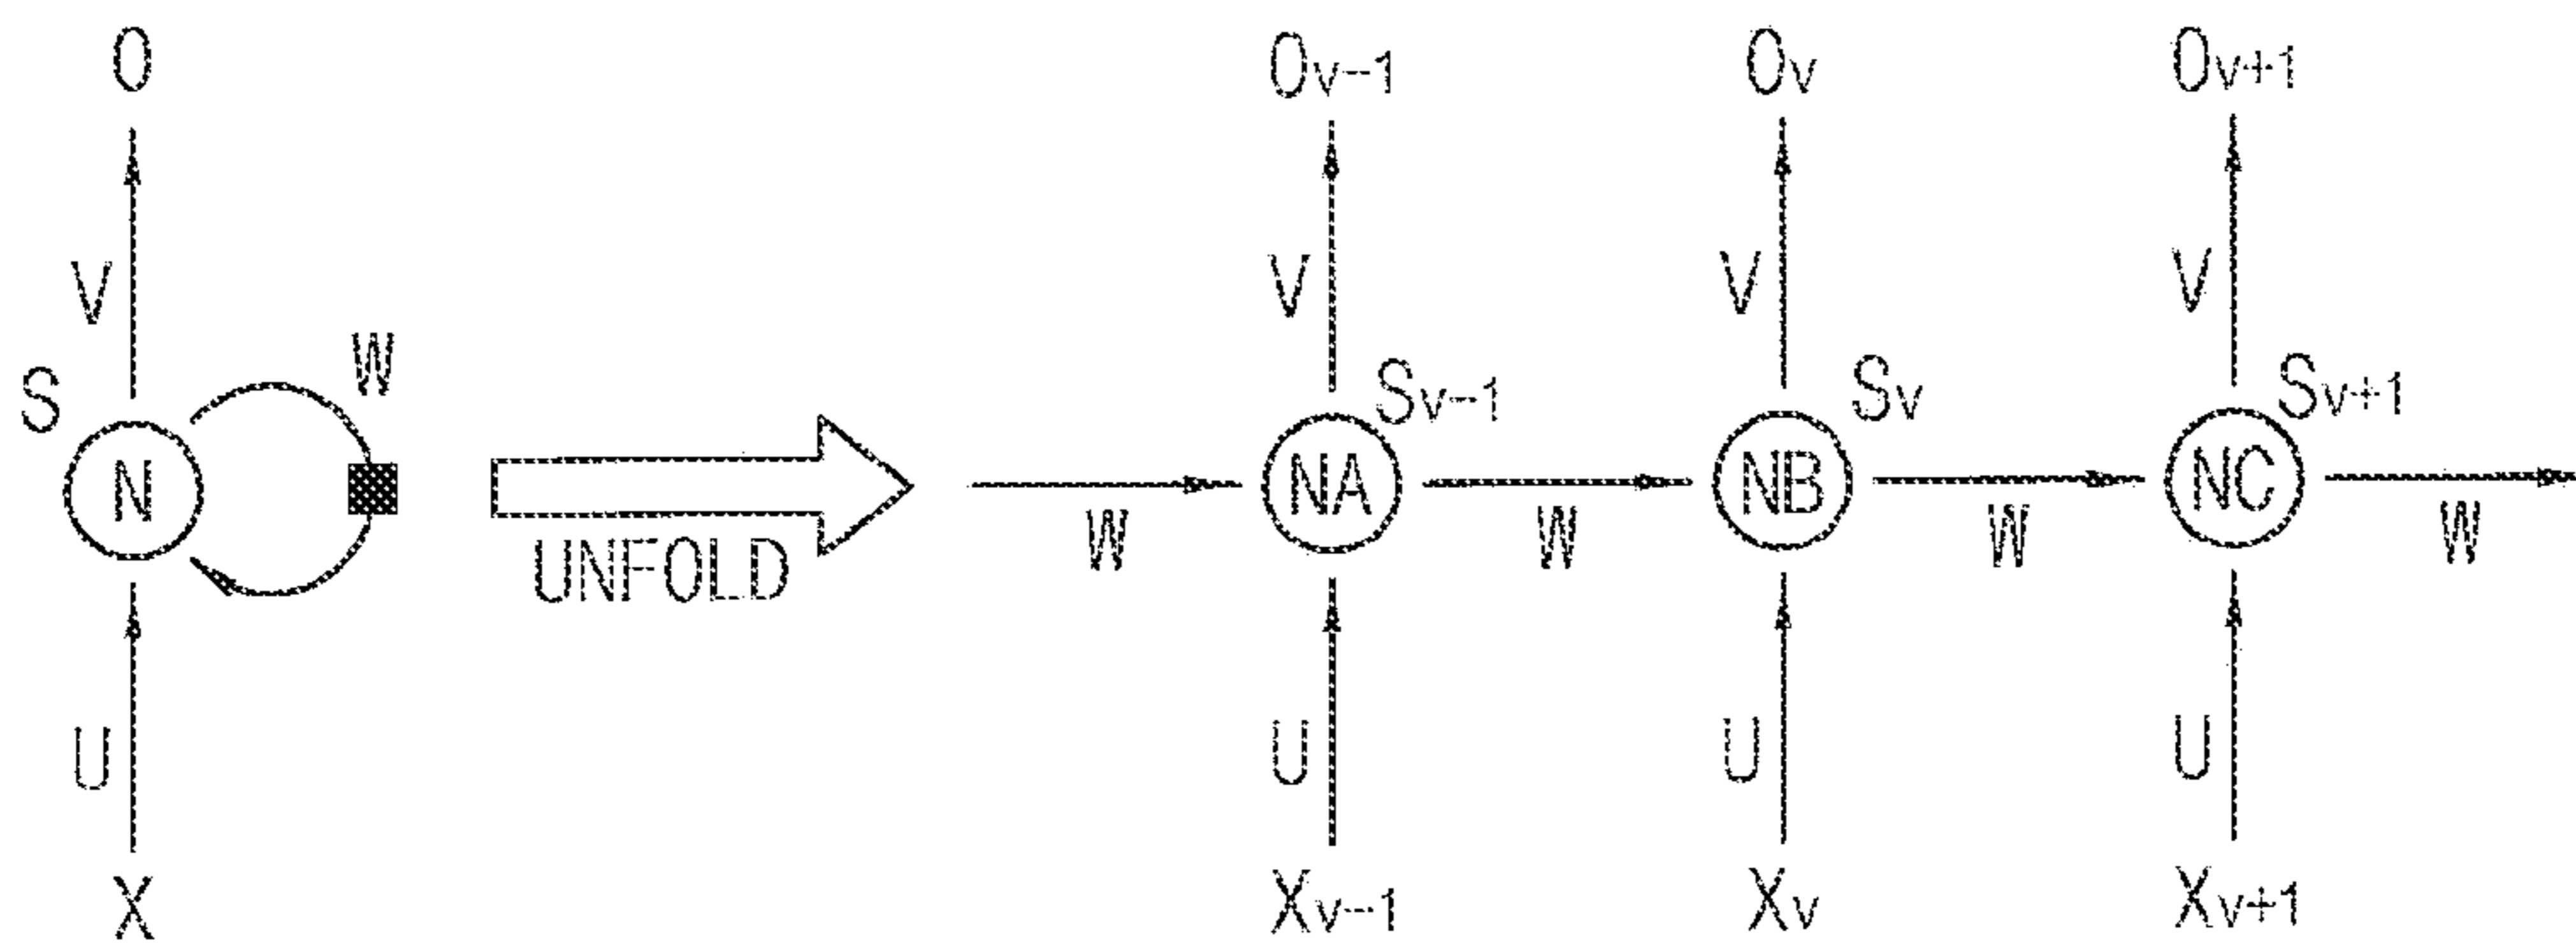 O Ov-1 Ov Ov+1
V V V V
S W Sv-1 Sv Sv+1
N NA NB NC
UNFOLD W W W W
U U U U
X Xv-1 Xv Xv+1